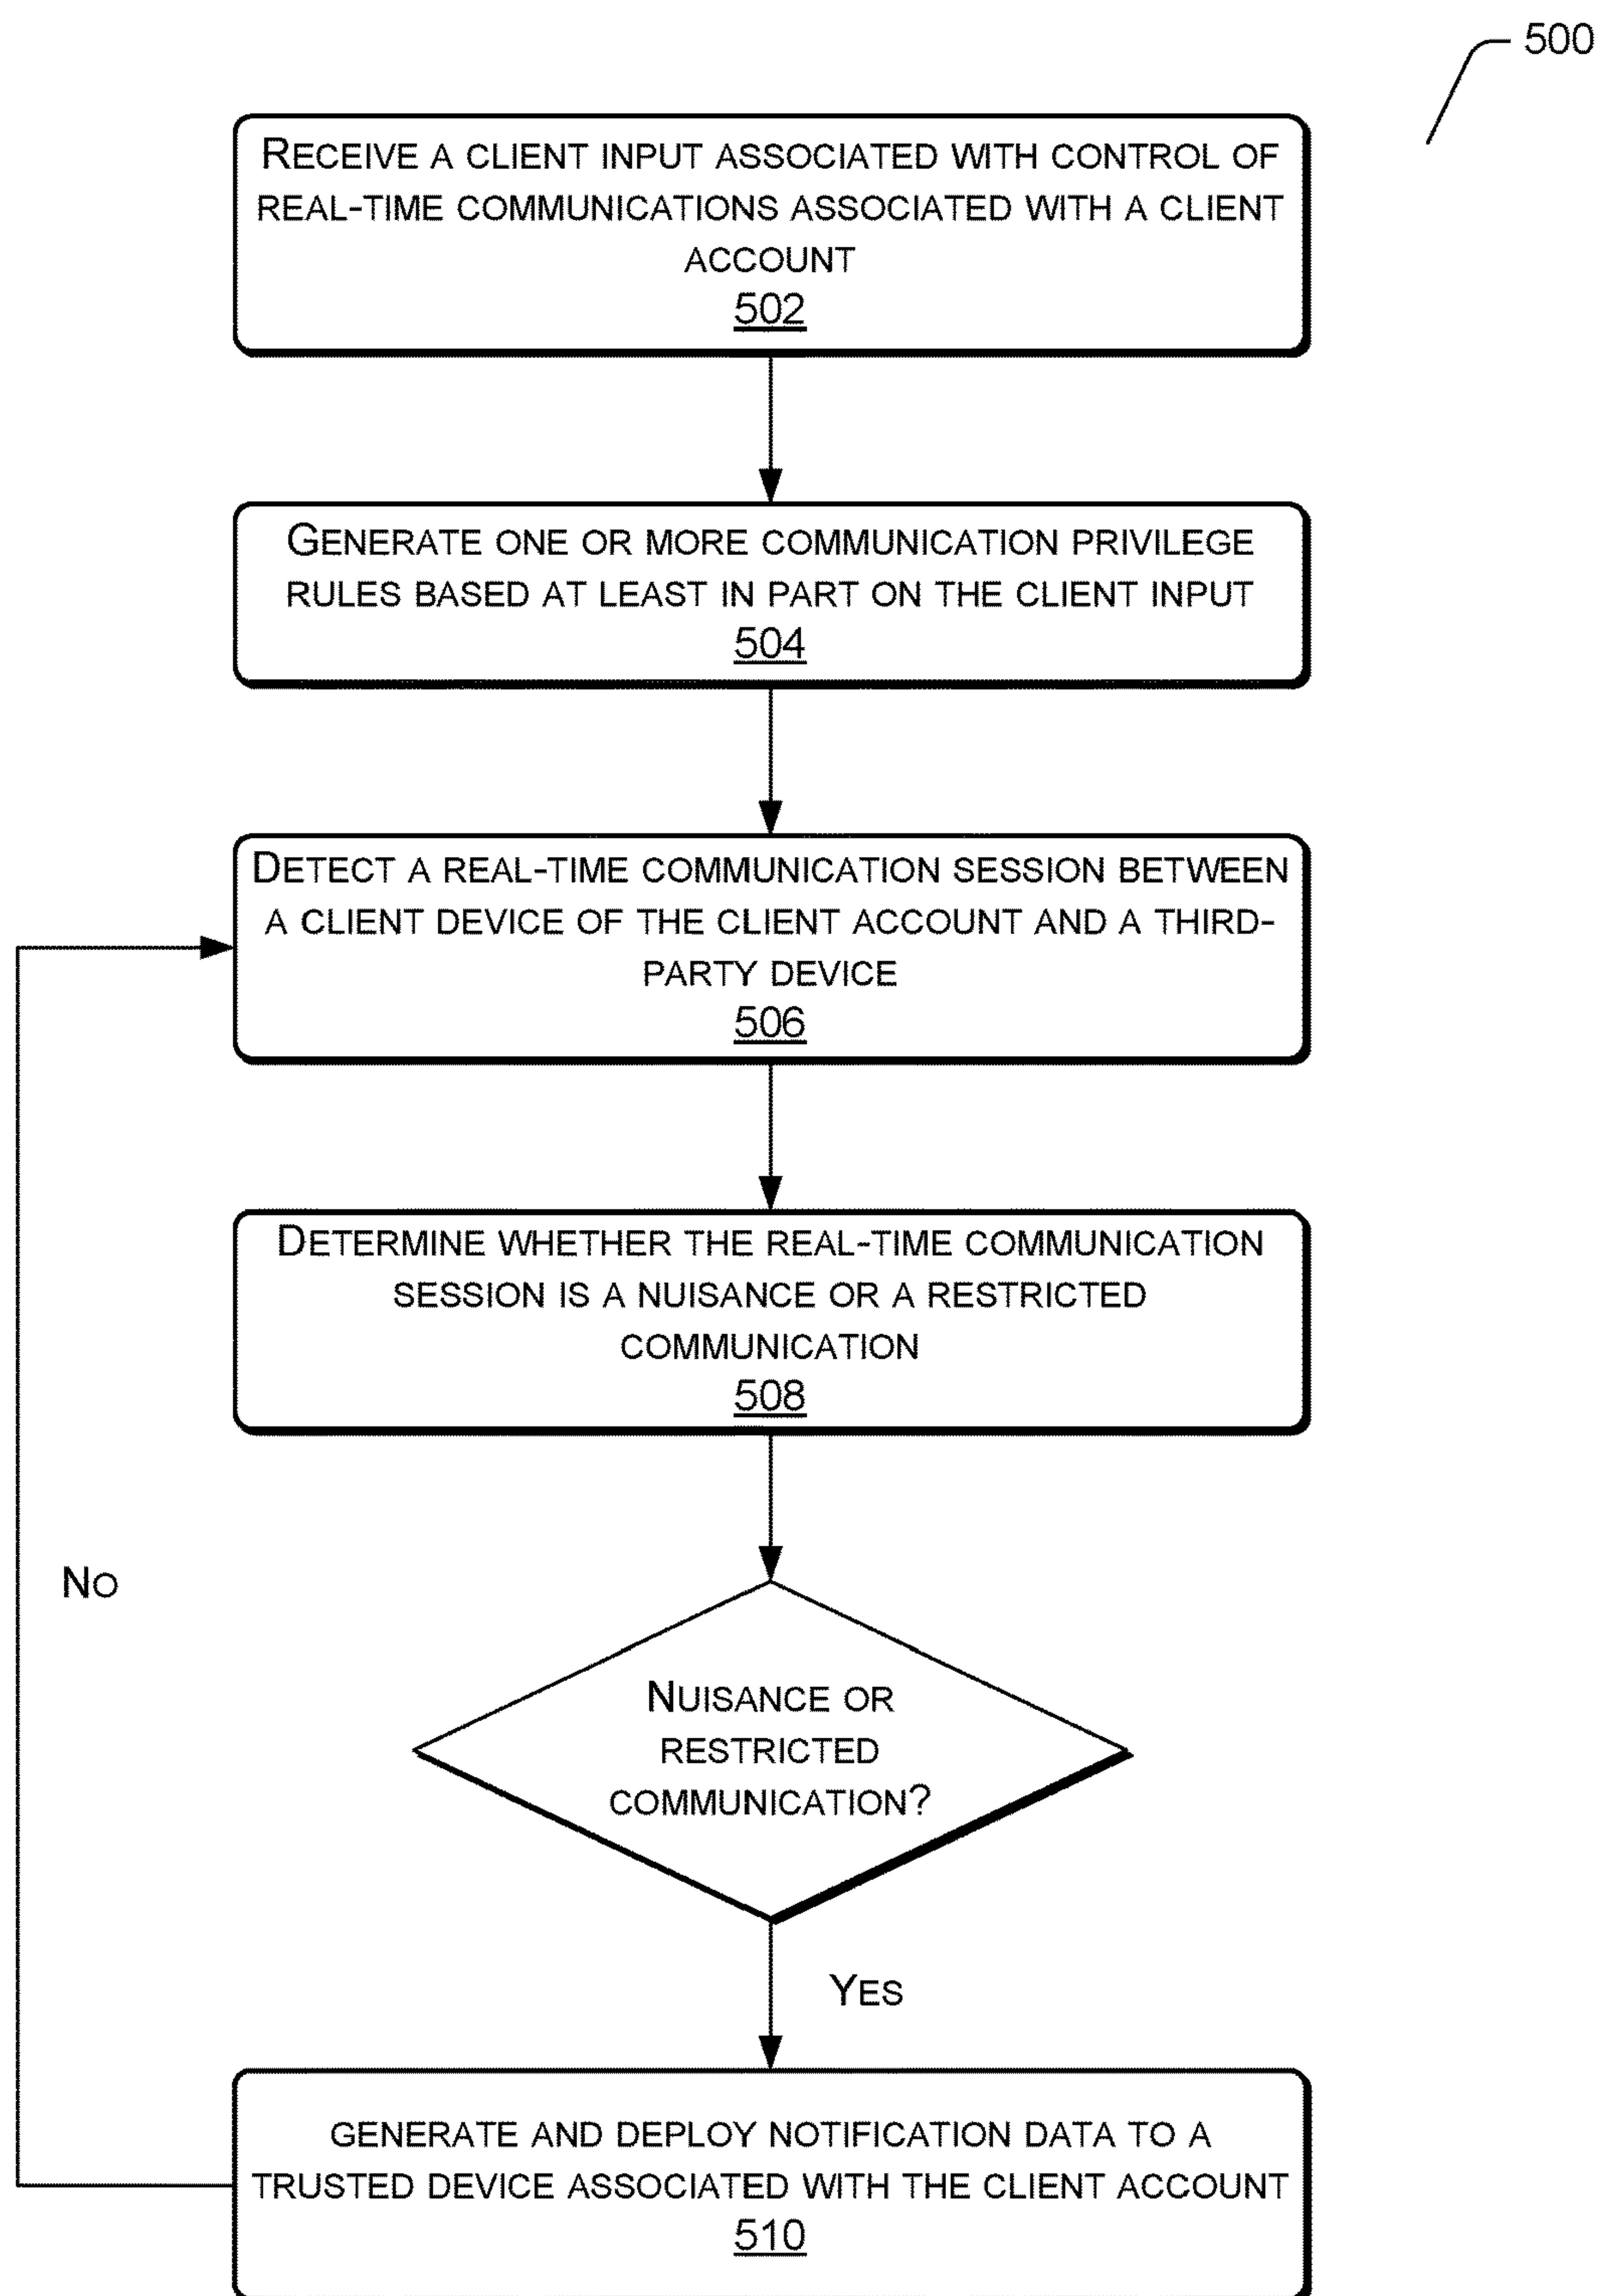 500
RECEIVE A CLIENT INPUT ASSOCIATED WITH CONTROL OF
REAL-TIME COMMUNICATIONS ASSOCIATED WITH A CLIENT
ACCOUNT
502
GENERATE ONE OR MORE COMMUNICATION PRIVILEGE
RULES BASED AT LEAST IN PART ON THE CLIENT INPUT
504
DETECT A REAL-TIME COMMUNICATION SESSION BETWEEN
A CLIENT DEVICE OF THE CLIENT ACCOUNT AND A THIRD-
PARTY DEVICE
506
DETERMINE WHETHER THE REAL-TIME COMMUNICATION
SESSION IS A NUISANCE OR A RESTRICTED
COMMUNICATION
508
NO
NUISANCE OR
RESTRICTED
COMMUNICATION?
YES
GENERATE AND DEPLOY NOTIFICATION DATA TO A
TRUSTED DEVICE ASSOCIATED WITH THE CLIENT ACCOUNT
510